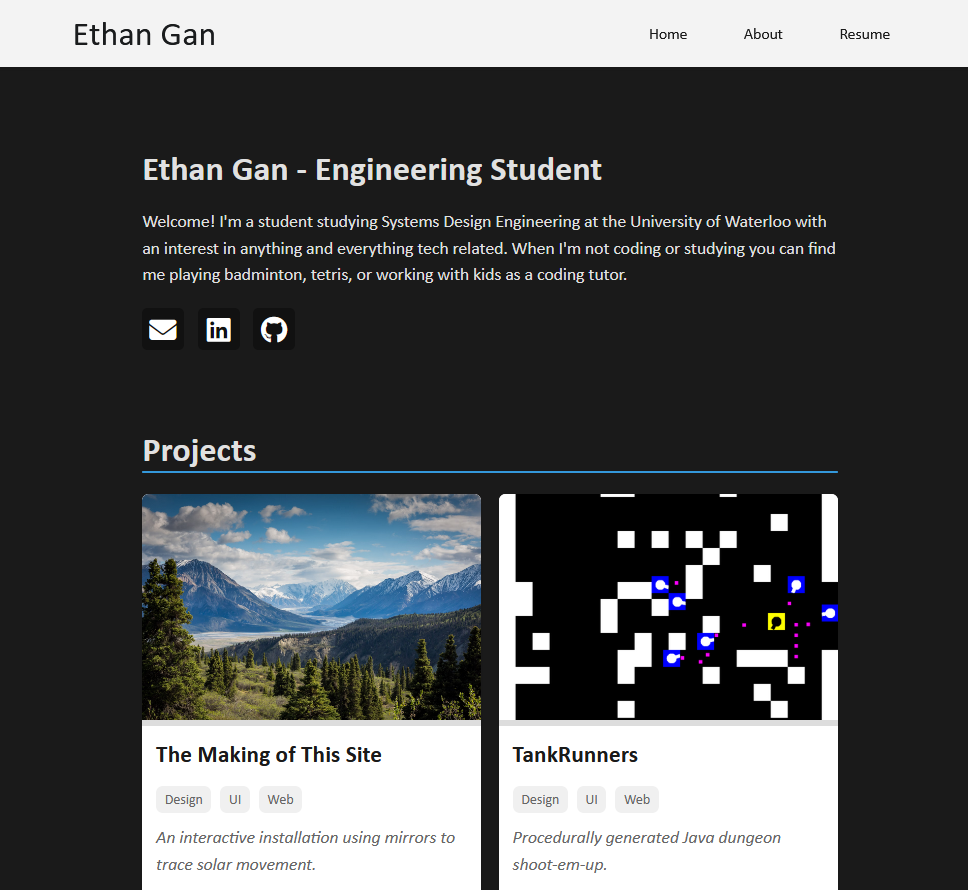 Ethan Gan
Home About Resume
Ethan Gan - Engineering Student
Welcome! I'm a student studying Systems Design Engineering at the University of Waterloo with
an interest in anything and everything tech related. When I'm not coding or studying you can find
me playing badminton, tetris, or working with kids as a coding tutor.
in
Projects
The Making of This Site
Design UI Web
An interactive installation using mirrors to
trace solar movement.
TankRunners
Design UI Web
Procedurally generated Java dungeon
shoot-em-up.